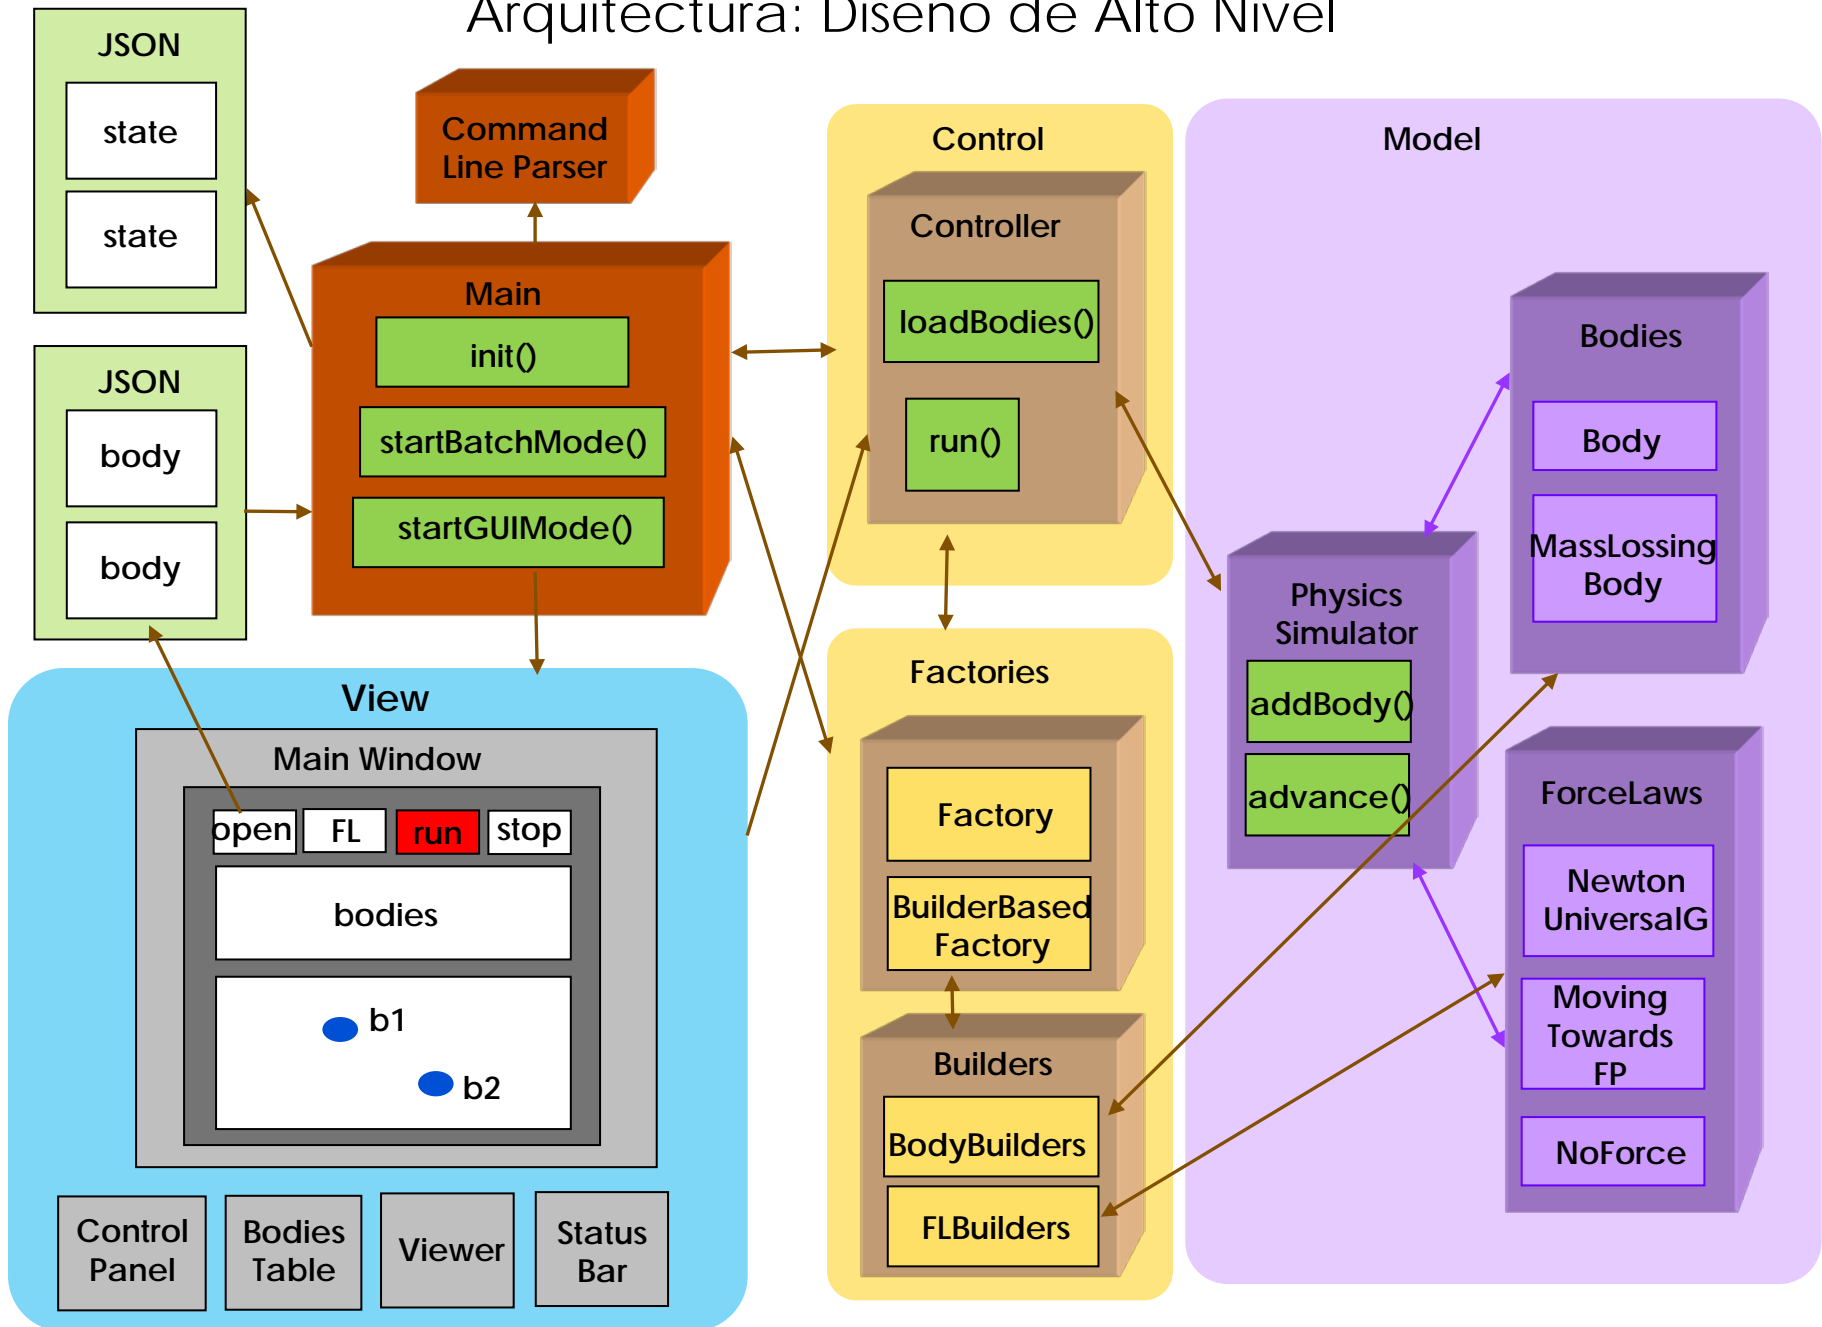 Arquitectura: Diseño de Alto Nivel
JSON
state
state
JSON
body
body
Command
Line Parser
Main
init()
startBatchMode()
startGUIMode()
View
Main Window
open
FL
run
stop
bodies
b1
b2
Control
Panel
Bodies
Table
Viewer
Status
Bar
Control
Controller
loadBodies()
run()
Factories
Factory
BuilderBased
Factory
Builders
BodyBuilders
FLBuilders
Model
Physics
Simulator
addBody()
advance()
Bodies
Body
MassLossing
Body
ForceLaws
Newton
UniversalG
Moving
Towards
FP
NoForce